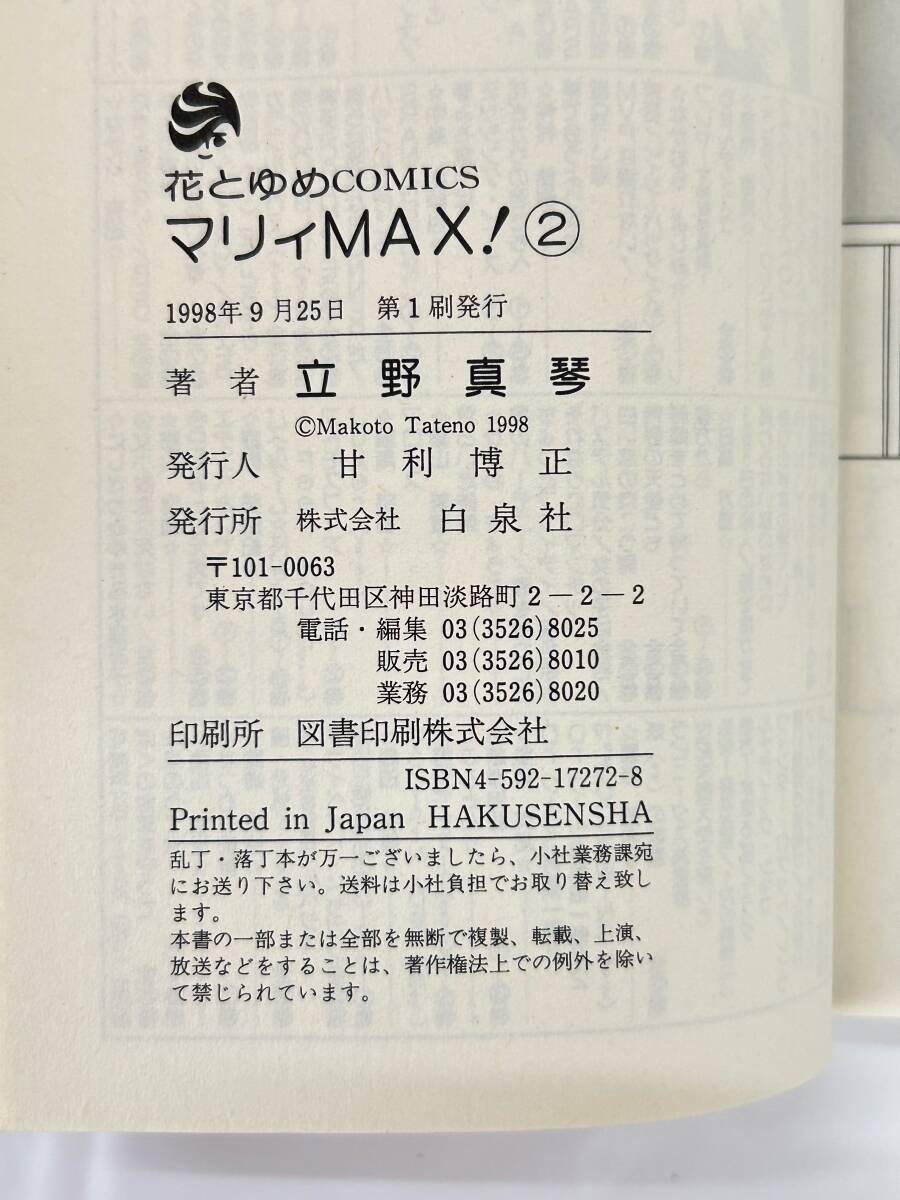 花とゆめCOMICS
マリィMAX! ②
1998年9月25日　第1刷発行
著者　立野真琴
©Makoto Tateno 1998
発行人　甘利博正
発行所　株式会社　白泉社
〒101-0063
東京都千代田区神田淡路町2－2－2
電話・編集 03(3526)8025
販売 03(3526)8010
業務 03(3526)8020
印刷所　図書印刷株式会社
ISBN4-592-17272-8
Printed in Japan HAKUSENSHA
乱丁・落丁本が万一ございましたら、小社業務課宛
にお送り下さい。送料は小社負担でお取り替え致し
ます。
本書の一部または全部を無断で複製、転載、上演、
放送などをすることは、著作権法上での例外を除い
て禁じられています。